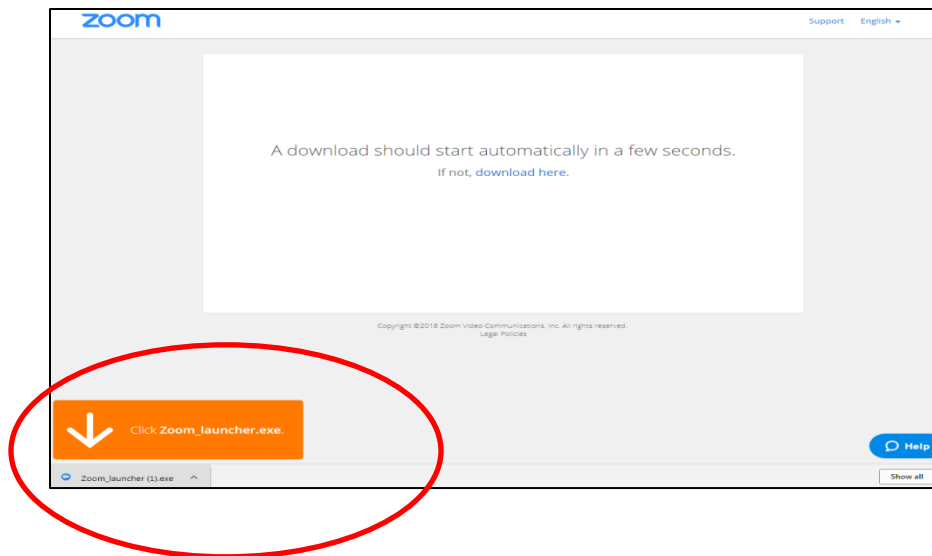 zoom
Support English
A download should start automatically in a few seconds.
If not, download here.
Copyright ©2018 Zoom Video Communications, Inc. All rights reserved.
Legal Policies
Click Zoom_launcher.exe.
Help
Zoom_launcher (1).exe
Show all